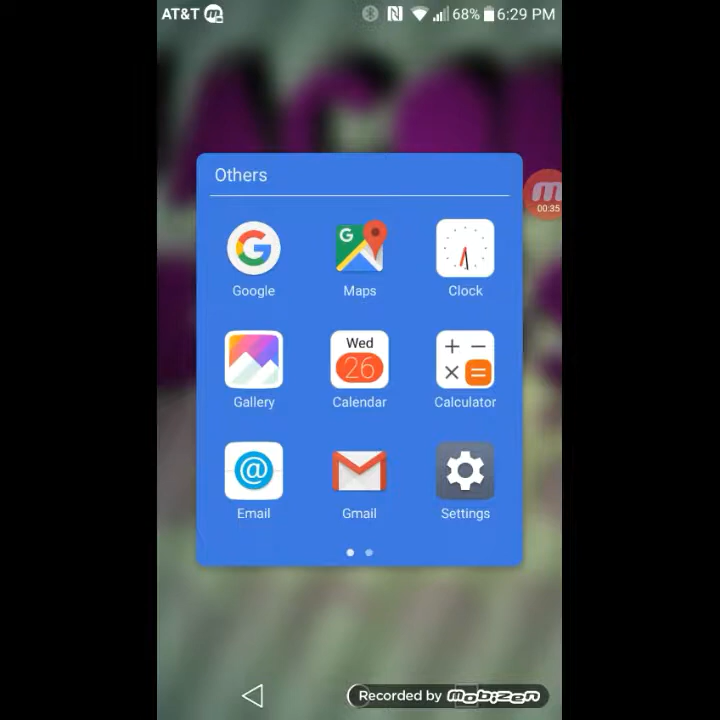 AT&T 68% 6:29 PM
Others
00:35
Google Maps Clock
Wed
26
Gallery Calendar Calculator
Email Gmail Settings
Recorded by mobizen